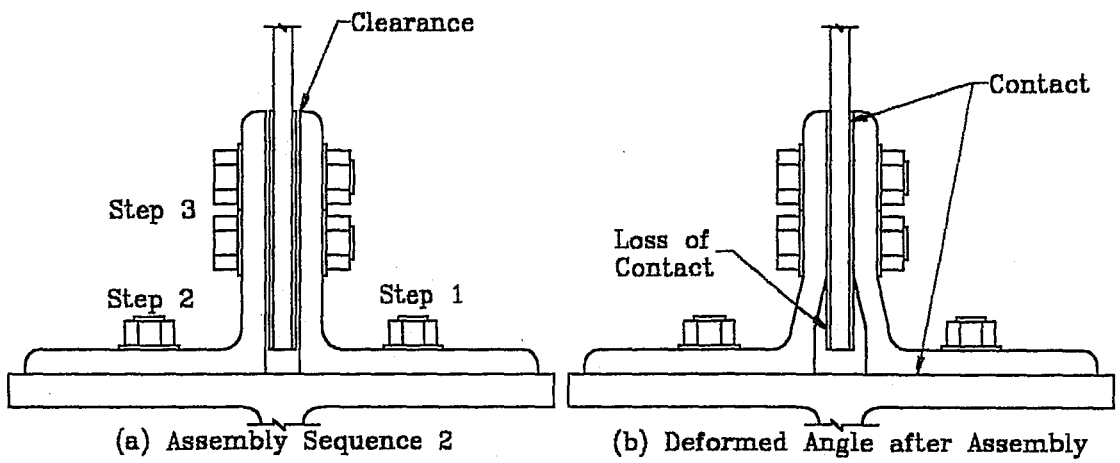 Clearance
Contact
Step 3
Loss of
Contact
Step 2
Step 1
(a) Assembly Sequence 2
(b) Deformed Angle after Assembly